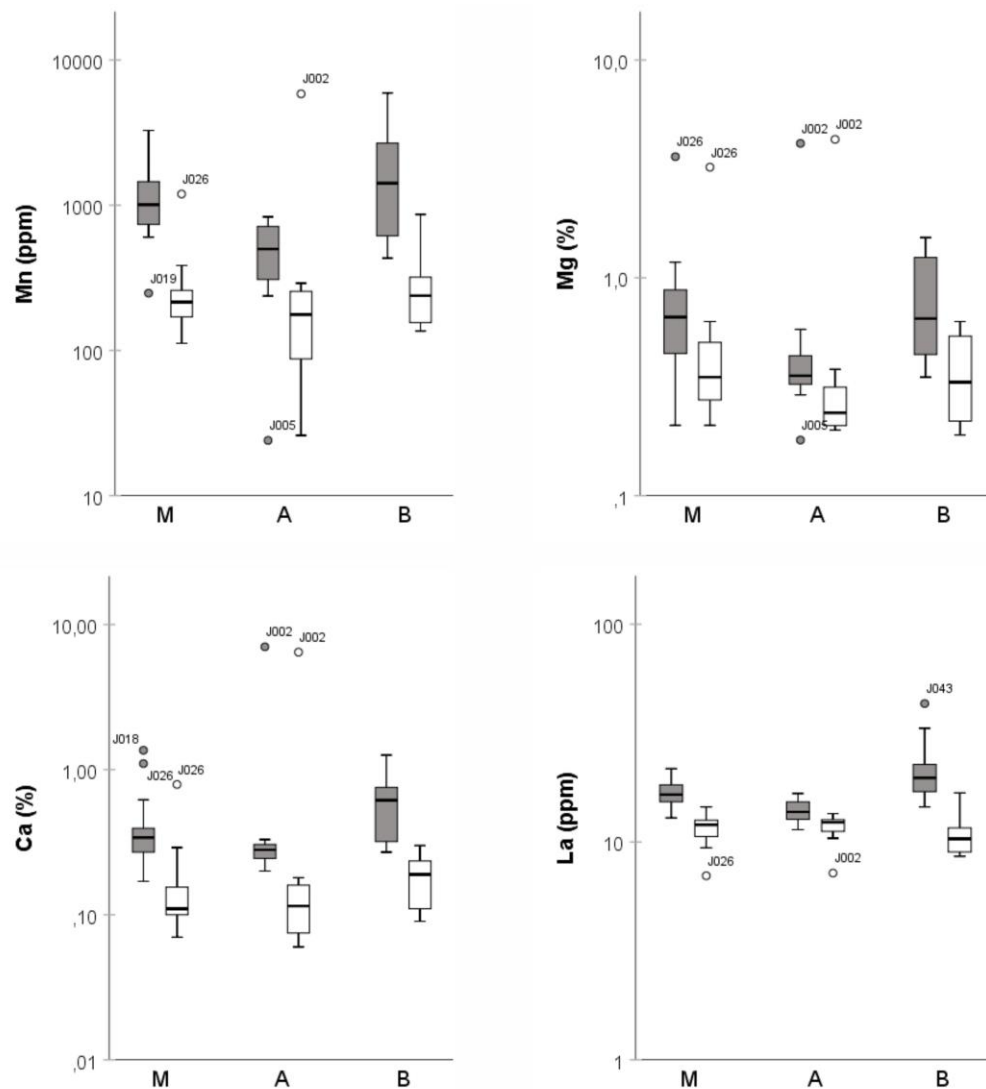 Mn (ppm)
10000
1000
100
10
J002
J026
J019
J005
M A B
Mg (%)
10,0
1,0
,1
J026
J026
J002
J002
J005
M A B
Ca (%)
10,00
1,00
,10
,01
J002
J002
J018
J026
J026
M A B
La (ppm)
100
10
1
J043
J026
J002
M A B